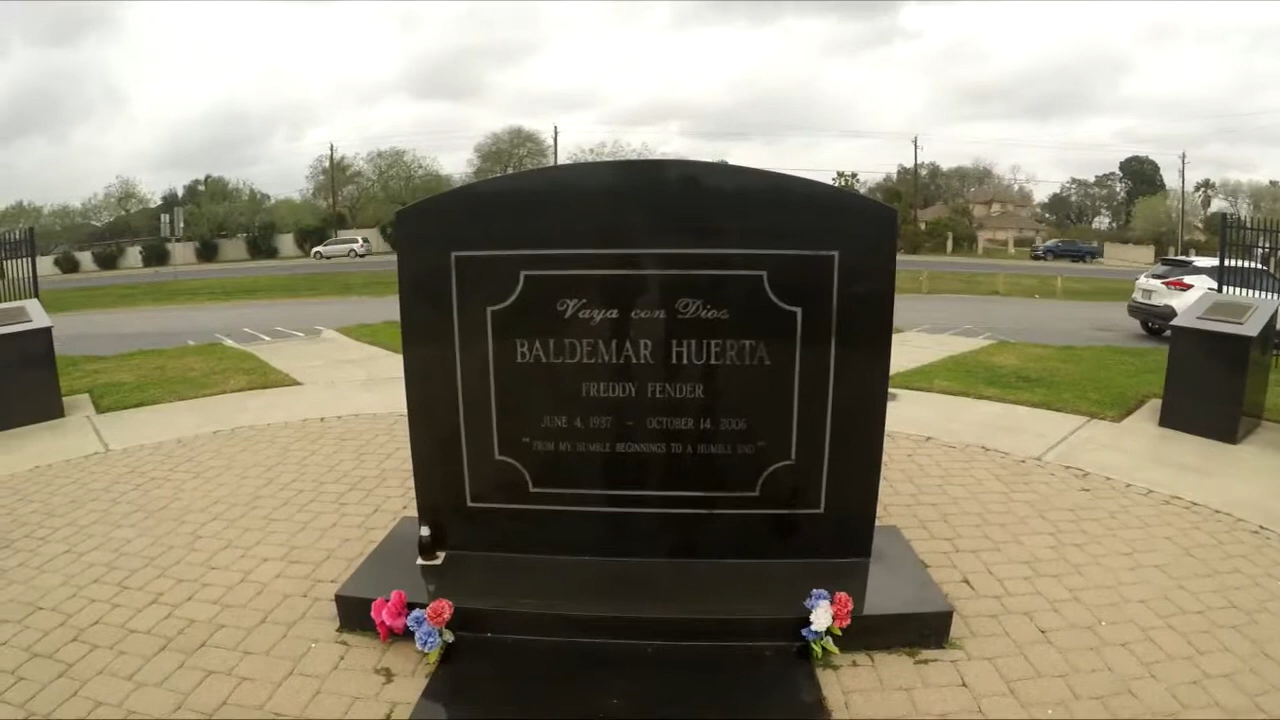 Vaya con Dios
BALDEMAR HUERTA
FREDDY FENDER
JUNE 4, 1937 – OCTOBER 14, 2006
"FROM MY HUMBLE BEGINNINGS TO A HUMBLE END"